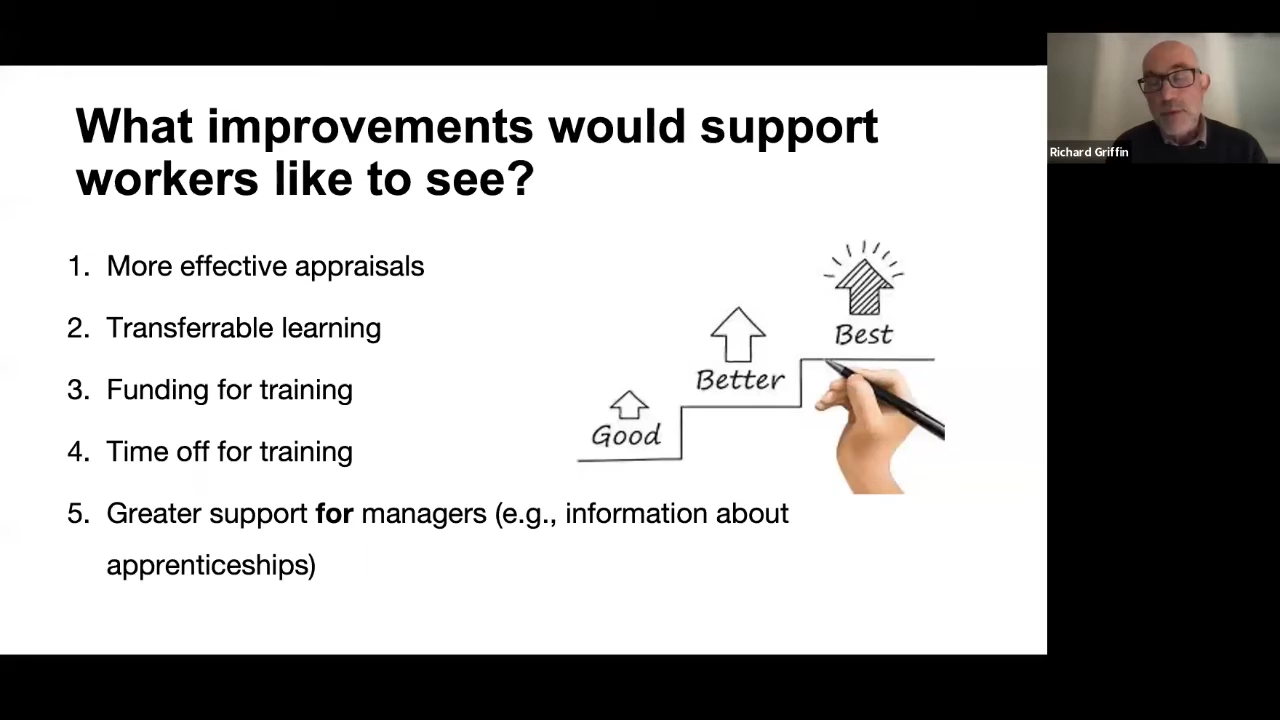 What improvements would support
workers like to see?
1. More effective appraisals
2. Transferrable learning
3. Funding for training
4. Time off for training
5. Greater support for managers (e.g., information about
apprenticeships)
Good
Better
Best
Richard Griffin